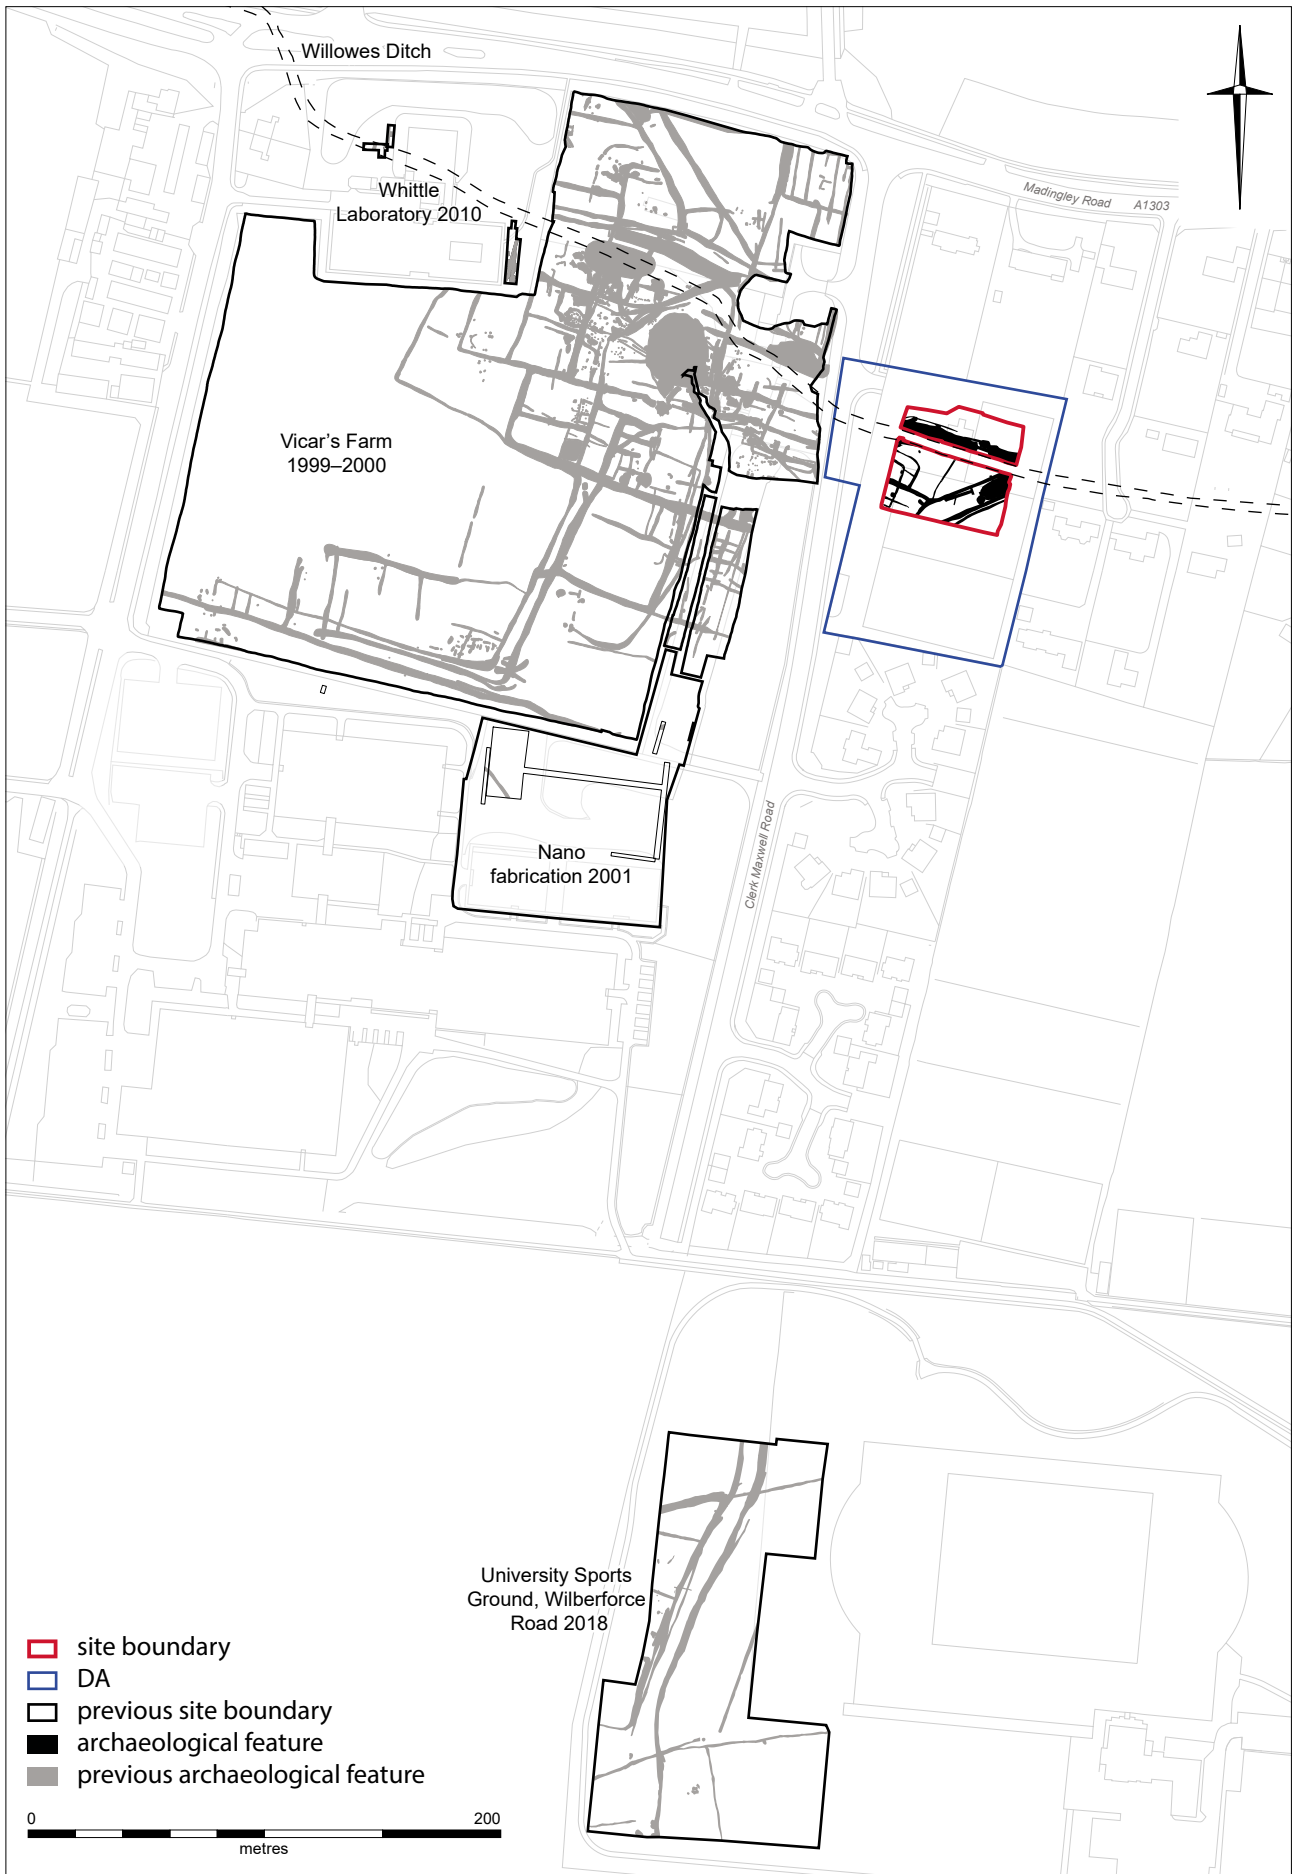 Willowes Ditch
Whittle
Laboratory 2010
Madingley Road A1303
Vicar's Farm
1999–2000
Nano
fabrication 2001
Clerk Maxwell Road
University Sports
Ground, Wilberforce
Road 2018
site boundary
DA
previous site boundary
archaeological feature
previous archaeological feature
0 200
metres